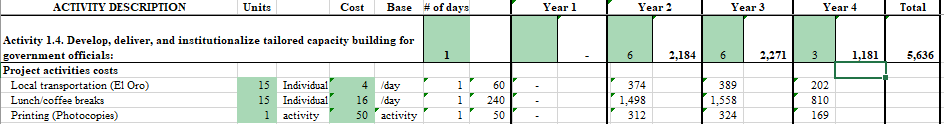 ACTIVITY DESCRIPTION Units Cost Base # of days Year 1 Year 2 Year 3 Year 4 Total
Activity 1.4. Develop, deliver, and institutionalize tailored capacity building for
government officials: 1 - 6 2,184 6 2,271 3 1,181 5,636
Project activities costs
Local transportation (El Oro) 15 Individual 4 /day 1 60 - 374 389 202
Lunch/coffee breaks 15 Individual 16 /day 1 240 - 1,498 1,558 810
Printing (Photocopies) 1 activity 50 activity 1 50 - 312 324 169